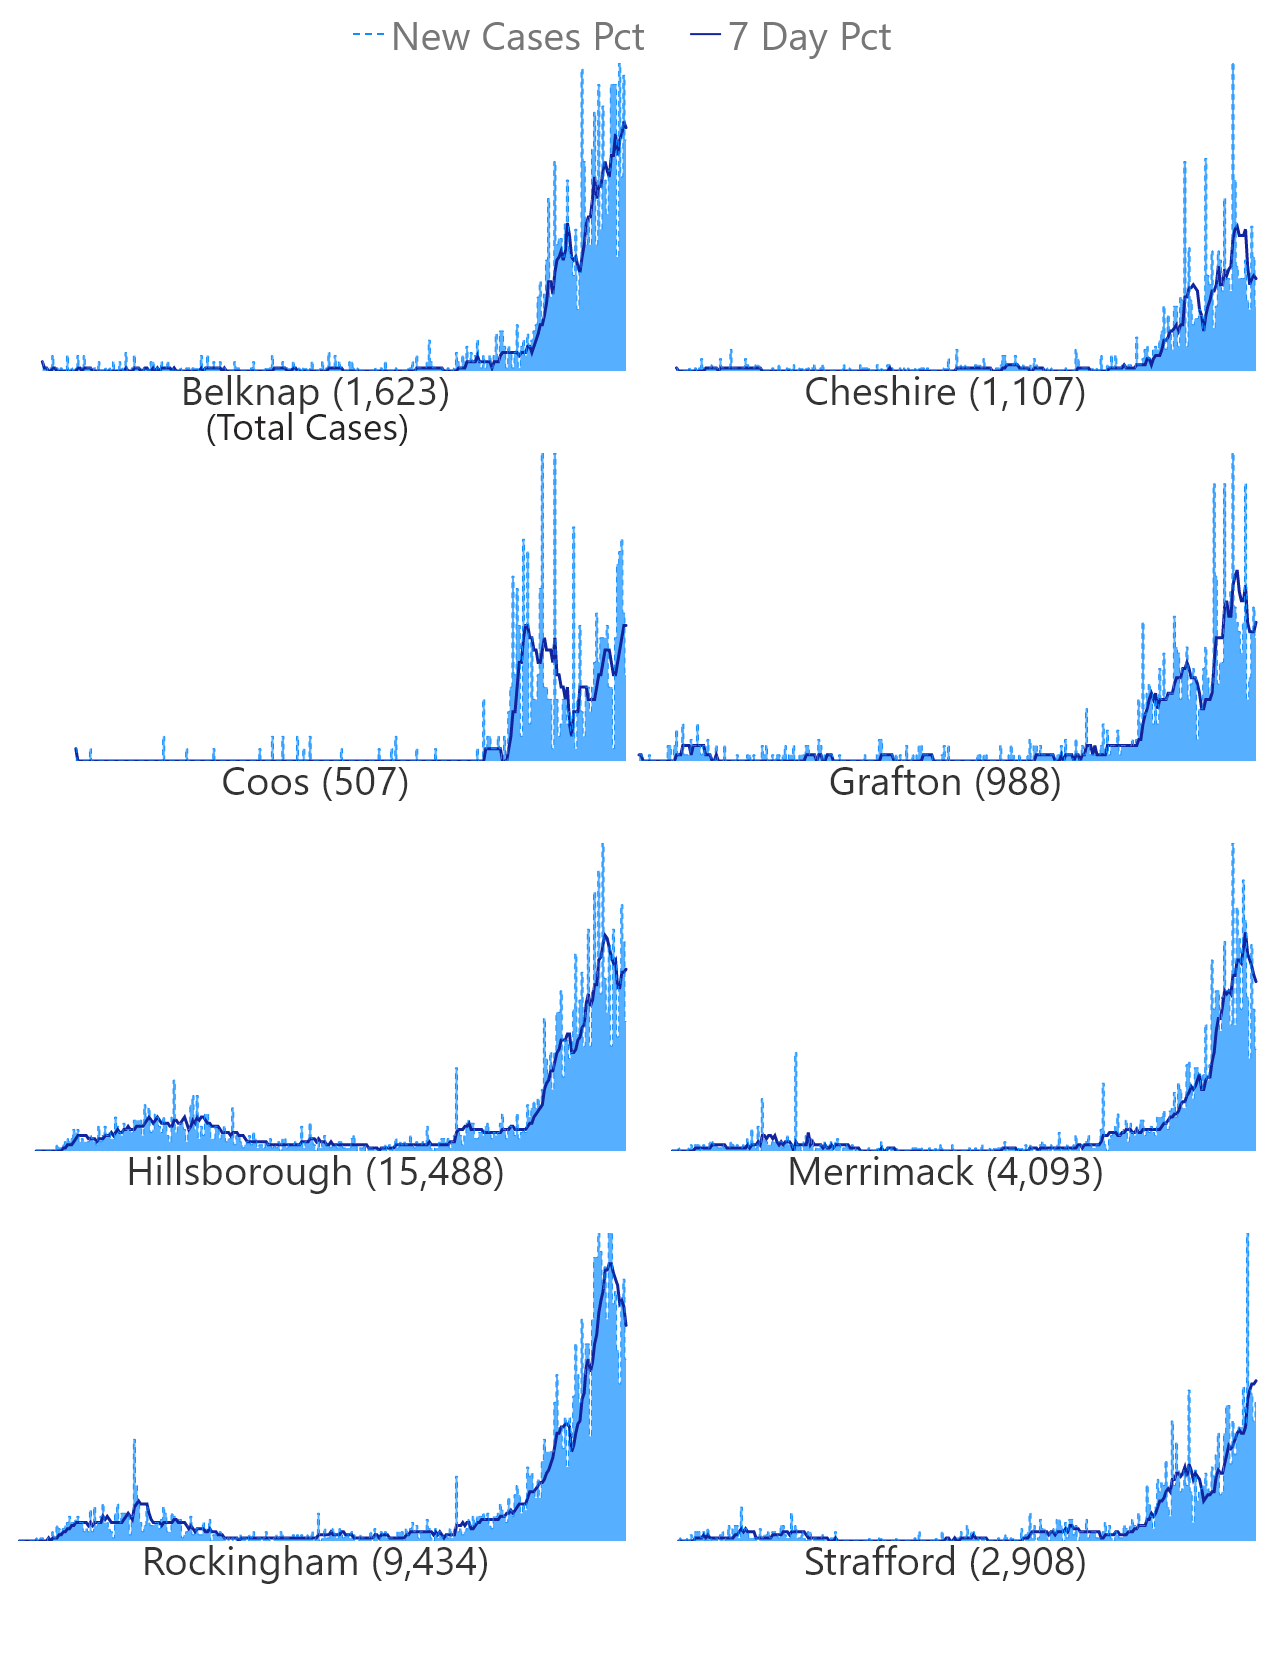 New Cases Pct 7 Day Pct
Belknap (1,623)
(Total Cases)
Cheshire (1,107)
Coos (507)
Grafton (988)
Hillsborough (15,488)
Merrimack (4,093)
Rockingham (9,434)
Strafford (2,908)